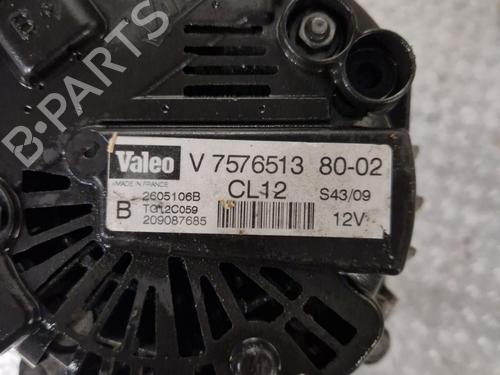 B-PARTS
Valeo V 7576513 80-02
MADE IN FRANCE CL12 S43/09
2605106B
B TG12C059 12V
209087685